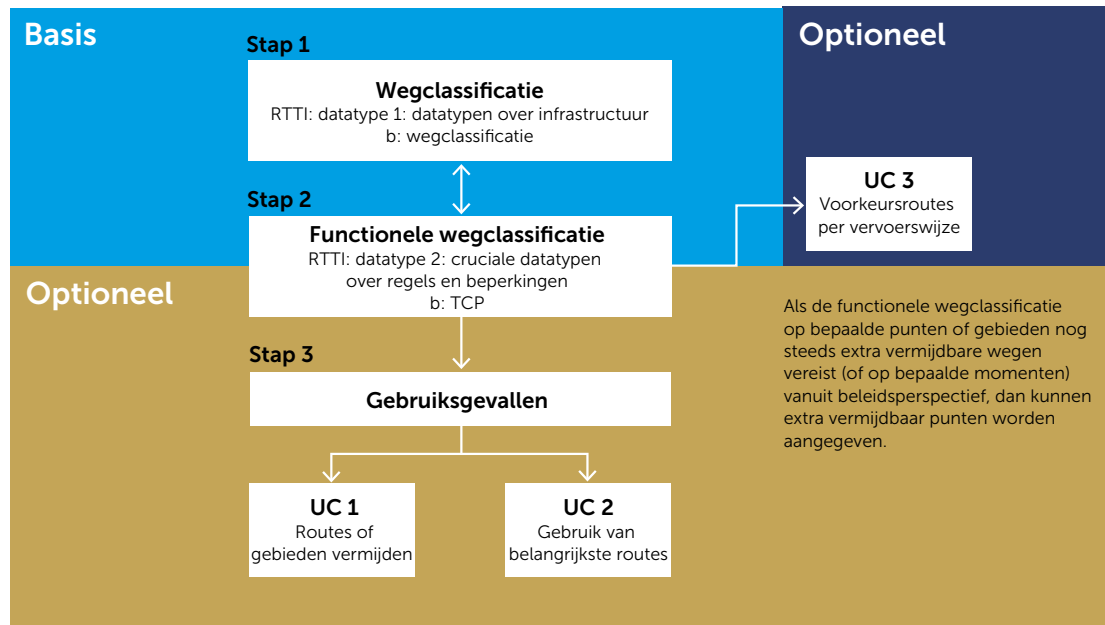 Basis
Stap 1
Wegclassificatie
RTTI: datatype 1: datatypen over infrastructuur
b: wegclassificatie
Stap 2
Functionele wegclassificatie
RTTI: datatype 2: cruciale datatypen
over regels en beperkingen
b: TCP
Optioneel
UC 3
Voorkeursroutes
per vervoerswijze
Optioneel
Stap 3
Gebruiksgevallen
UC 1
Routes of
gebieden vermijden
UC 2
Gebruik van
belangrijkste routes
Als de functionele wegclassificatie
op bepaalde punten of gebieden nog
steeds extra vermijdbare wegen
vereist (of op bepaalde momenten)
vanuit beleidsperspectief, dan kunnen
extra vermijdbaar punten worden
aangegeven.